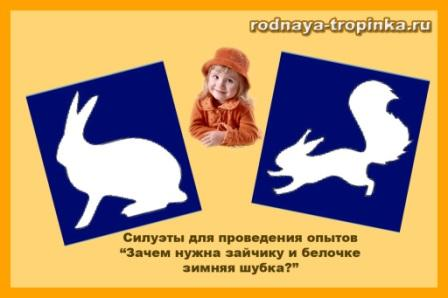 rodnaya-tropinka.ru
Силуэты для проведения опытов
“Зачем нужна зайчику и белочке
зимняя шубка?”